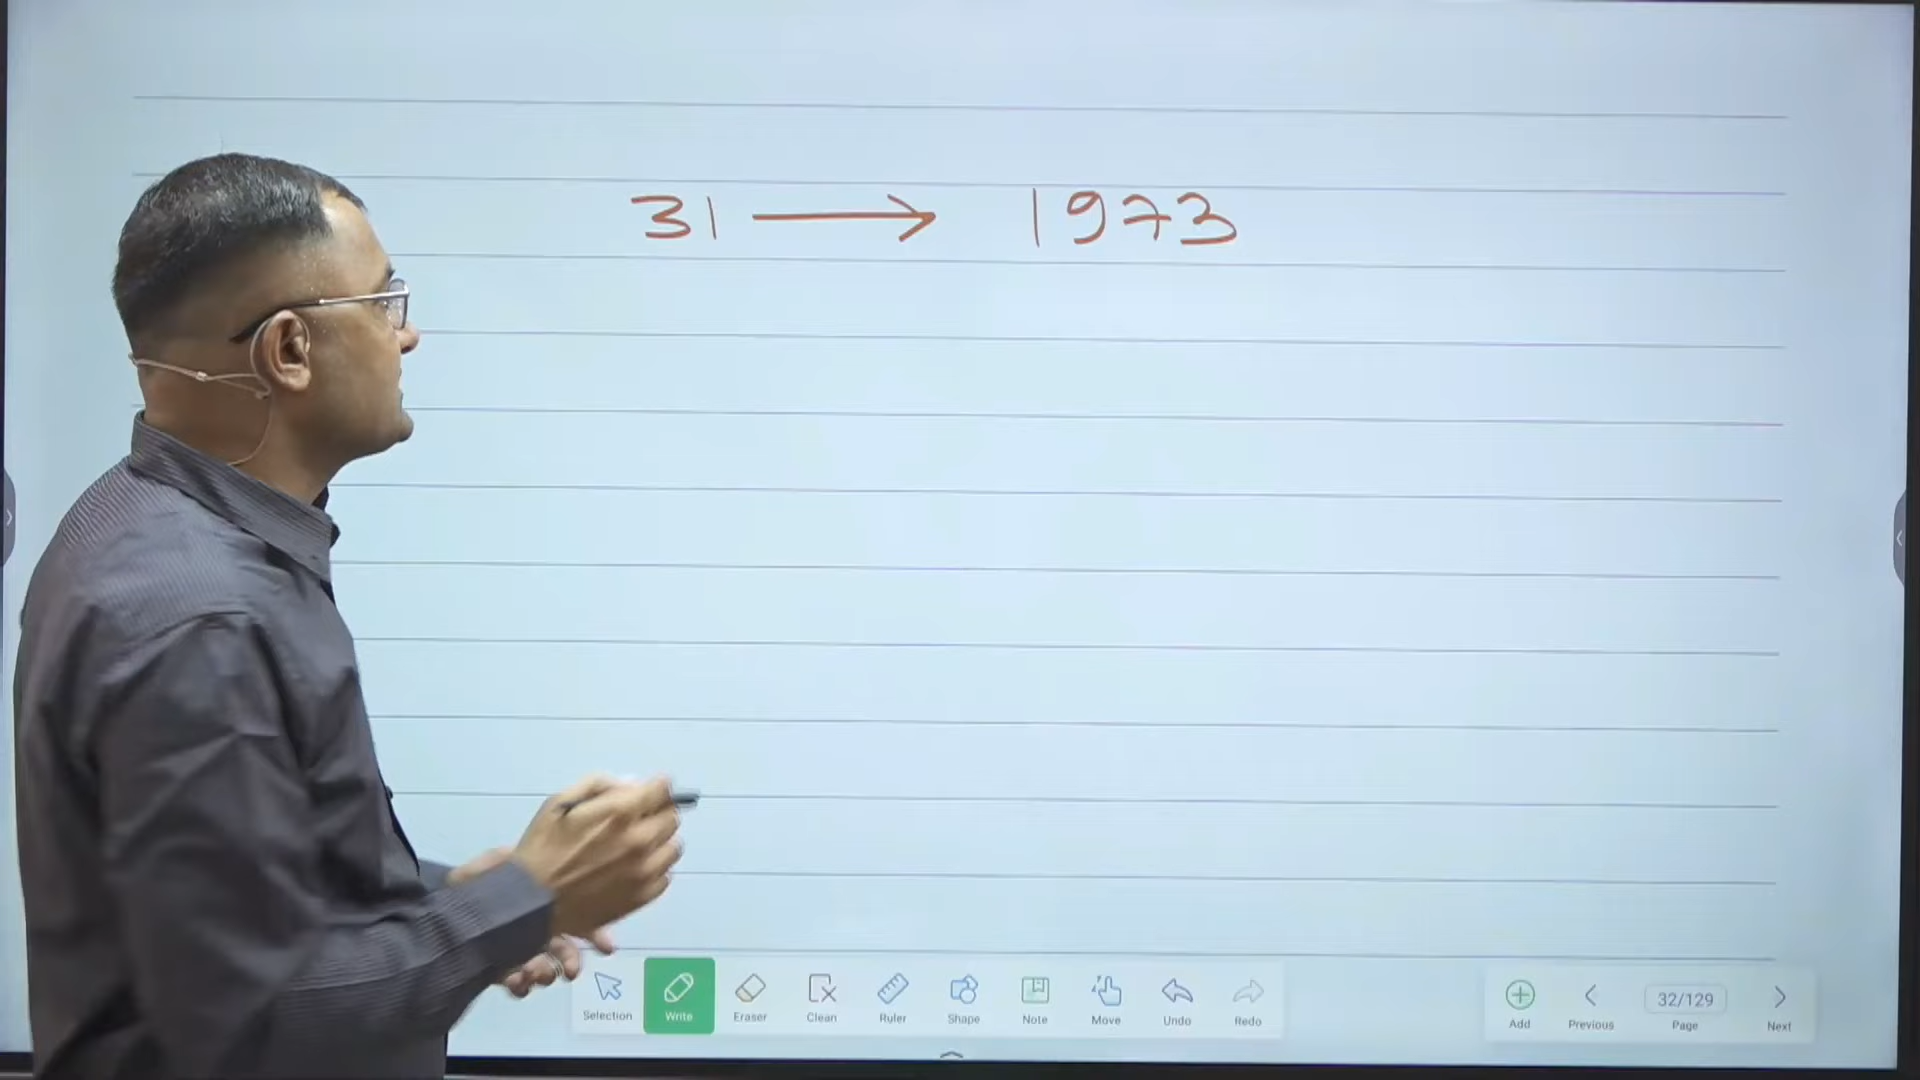 31 → 1973
Selection Write Eraser Clean Ruler Shape Note Move Undo Redo Add Previous 32/129 Page Next